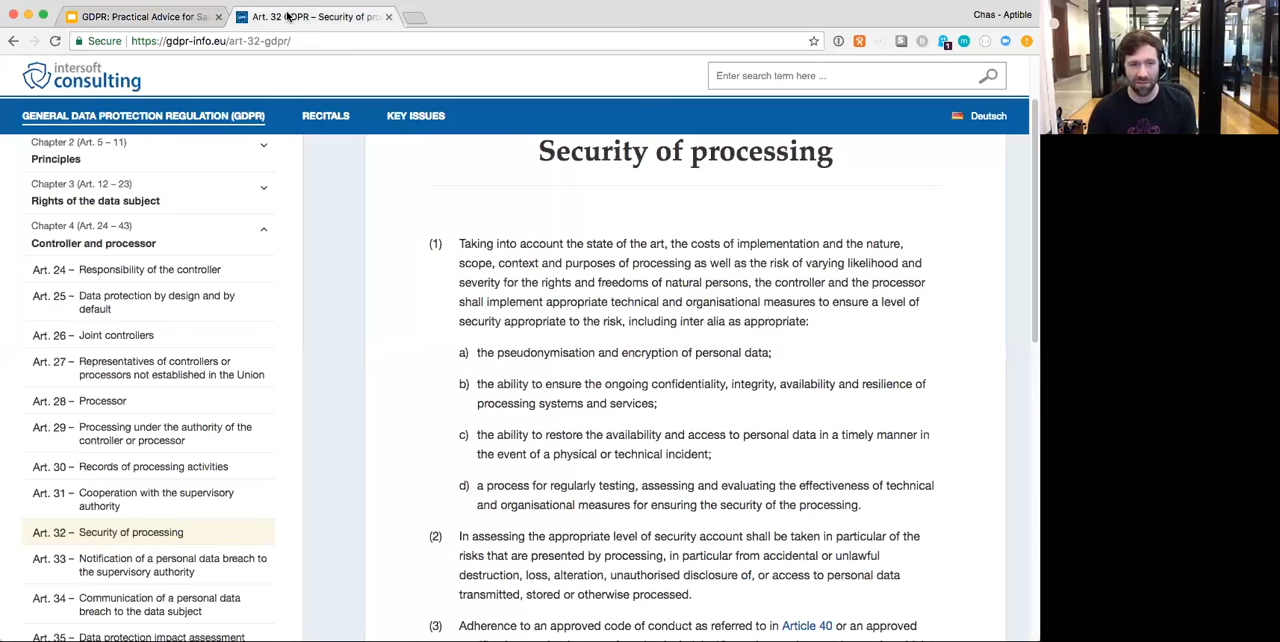 GDPR: Practical Advice for Sa
Art. 32 GDPR – Security of pro
Chas - Aptible
Secure
https://gdpr-info.eu/art-32-gdpr/
1
intersoft
consulting
Enter search term here ...
GENERAL DATA PROTECTION REGULATION (GDPR)
RECITALS
KEY ISSUES
Deutsch
Chapter 2 (Art. 5 – 11)
Principles
Chapter 3 (Art. 12 – 23)
Rights of the data subject
Chapter 4 (Art. 24 – 43)
Controller and processor
Art. 24 – Responsibility of the controller
Art. 25 – Data protection by design and by
default
Art. 26 – Joint controllers
Art. 27 – Representatives of controllers or
processors not established in the Union
Art. 28 – Processor
Art. 29 – Processing under the authority of the
controller or processor
Art. 30 – Records of processing activities
Art. 31 – Cooperation with the supervisory
authority
Art. 32 – Security of processing
Art. 33 – Notification of a personal data breach to
the supervisory authority
Art. 34 – Communication of a personal data
breach to the data subject
Art. 35 – Data protection impact assessment
Security of processing
(1) Taking into account the state of the art, the costs of implementation and the nature,
scope, context and purposes of processing as well as the risk of varying likelihood and
severity for the rights and freedoms of natural persons, the controller and the processor
shall implement appropriate technical and organisational measures to ensure a level of
security appropriate to the risk, including inter alia as appropriate:
a) the pseudonymisation and encryption of personal data;
b) the ability to ensure the ongoing confidentiality, integrity, availability and resilience of
processing systems and services;
c) the ability to restore the availability and access to personal data in a timely manner in
the event of a physical or technical incident;
d) a process for regularly testing, assessing and evaluating the effectiveness of technical
and organisational measures for ensuring the security of the processing.
(2) In assessing the appropriate level of security account shall be taken in particular of the
risks that are presented by processing, in particular from accidental or unlawful
destruction, loss, alteration, unauthorised disclosure of, or access to personal data
transmitted, stored or otherwise processed.
(3) Adherence to an approved code of conduct as referred to in Article 40 or an approved